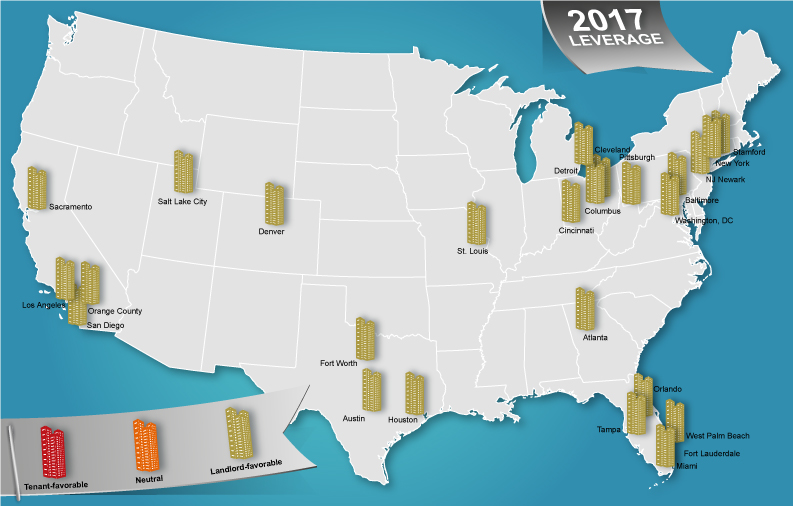 2017
LEVERAGE
Cleveland
Stamford
Pittsburgh
New York
Detroit
NJ Newark
Salt Lake City
Baltimore
Sacramento
Columbus
Washington, DC
Denver
Cincinnati
St. Louis
Los Angeles
Orange County
San Diego
Atlanta
Fort Worth
Orlando
Austin
Houston
Tampa
West Palm Beach
Fort Lauderdale
Miami
Tenant-favorable
Neutral
Landlord-favorable